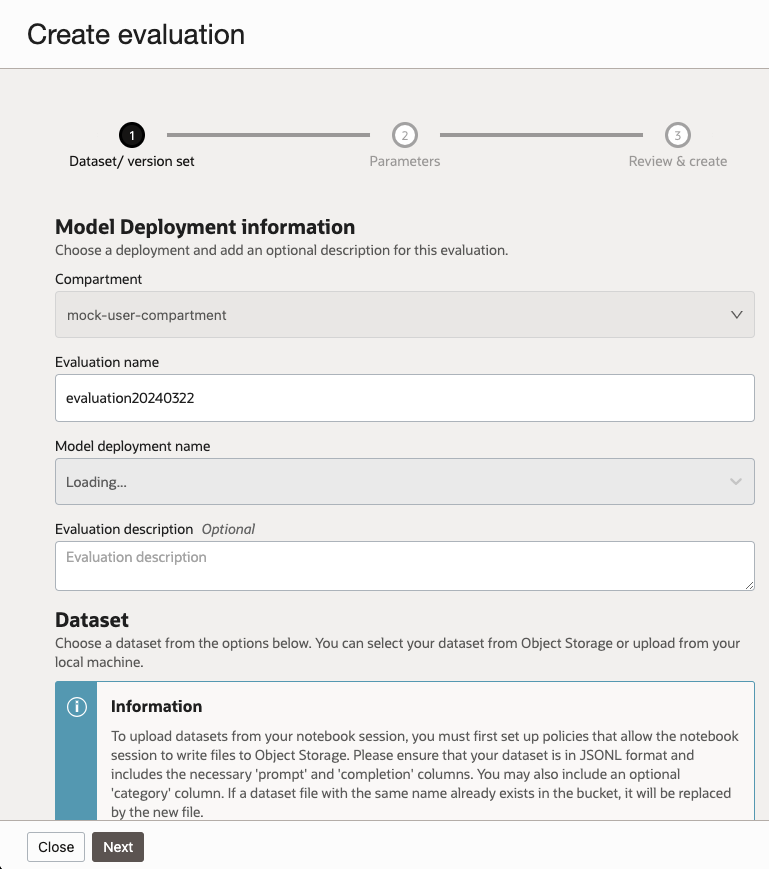 Create evaluation
1
2
3
Dataset/ version set
Parameters
Review & create
Model Deployment information
Choose a deployment and add an optional description for this evaluation.
Compartment
mock-user-compartment
Evaluation name
evaluation20240322
Model deployment name
Loading...
Evaluation description Optional
Evaluation description
Dataset
Choose a dataset from the options below. You can select your dataset from Object Storage or upload from your
local machine.
Information
To upload datasets from your notebook session, you must first set up policies that allow the notebook
session to write files to Object Storage. Please ensure that your dataset is in JSONL format and
includes the necessary 'prompt' and 'completion' columns. You may also include an optional
'category' column. If a dataset file with the same name already exists in the bucket, it will be replaced
by the new file.
Close
Next